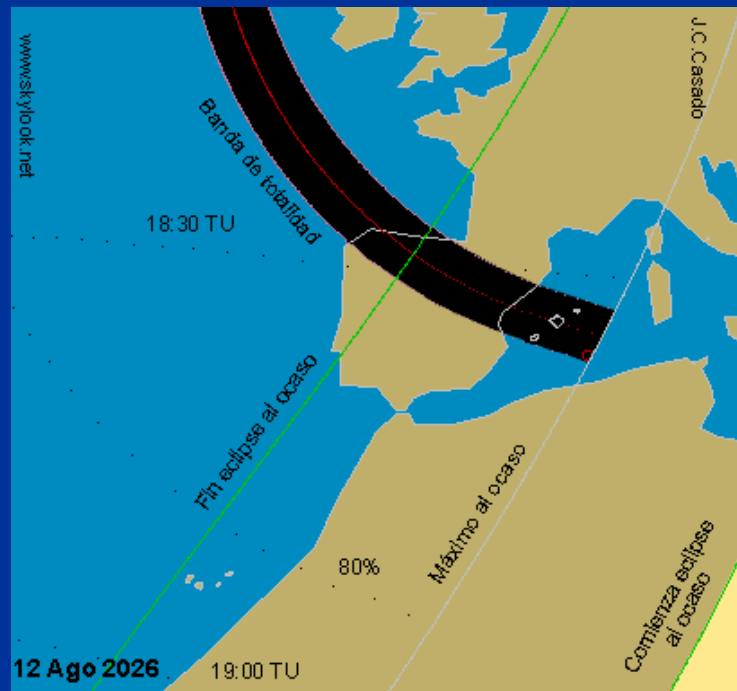 www.skylook.net
J.C.Casado
Banda de totalidad
18:30 TU
Fin eclipse al ocaso
Máximo al ocaso
80%
Comienza eclipse
al ocaso
12 Ago 2026
19:00 TU